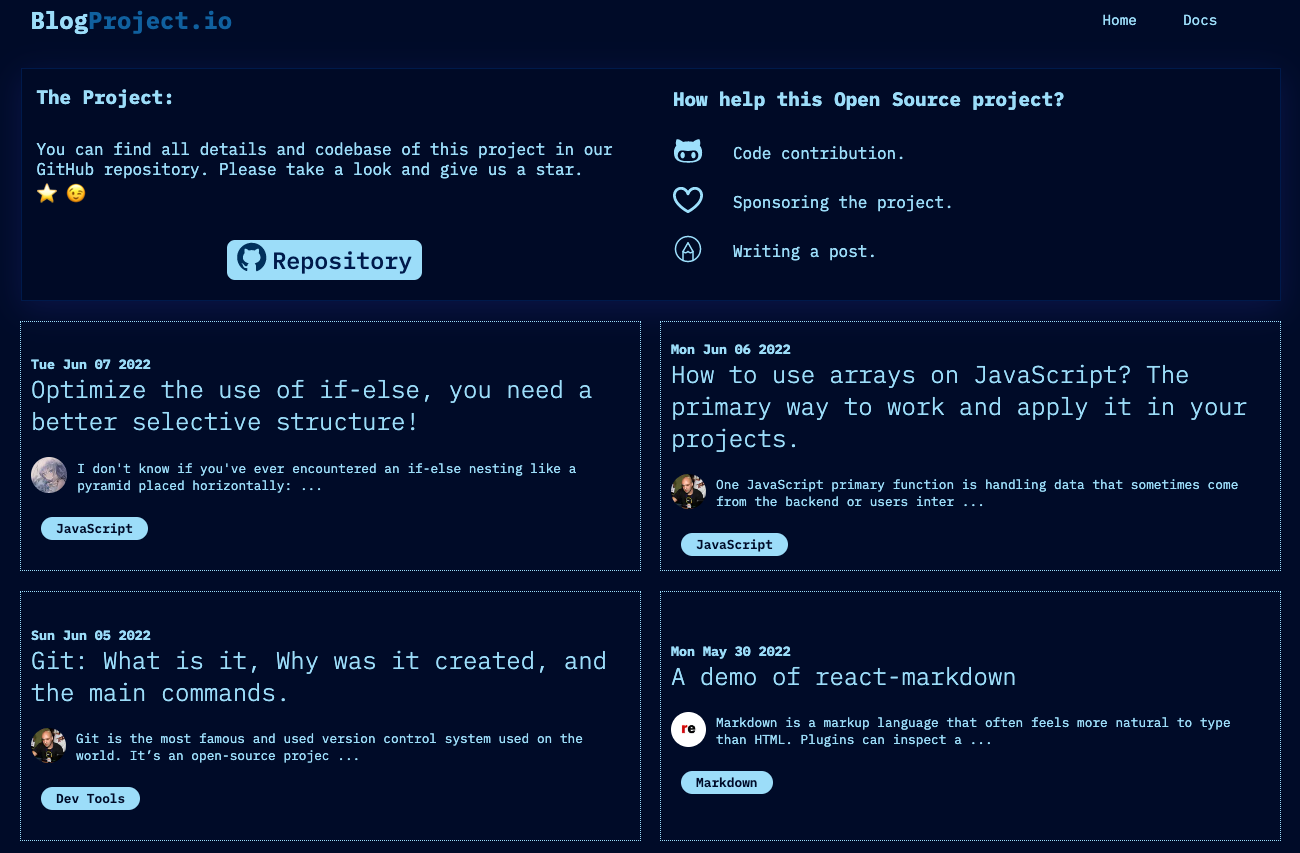 BlogProject.io
Home
Docs
The Project:
You can find all details and codebase of this project in our
GitHub repository. Please take a look and give us a star.
⭐ 😉
Repository
How help this Open Source project?
Code contribution.
Sponsoring the project.
Writing a post.
Tue Jun 07 2022
Optimize the use of if-else, you need a
better selective structure!
I don't know if you've ever encountered an if-else nesting like a
pyramid placed horizontally: ...
JavaScript
Mon Jun 06 2022
How to use arrays on JavaScript? The
primary way to work and apply it in your
projects.
One JavaScript primary function is handling data that sometimes come
from the backend or users inter ...
JavaScript
Sun Jun 05 2022
Git: What is it, Why was it created, and
the main commands.
Git is the most famous and used version control system used on the
world. It’s an open-source projec ...
Dev Tools
Mon May 30 2022
A demo of react-markdown
re
Markdown is a markup language that often feels more natural to type
than HTML. Plugins can inspect a ...
Markdown